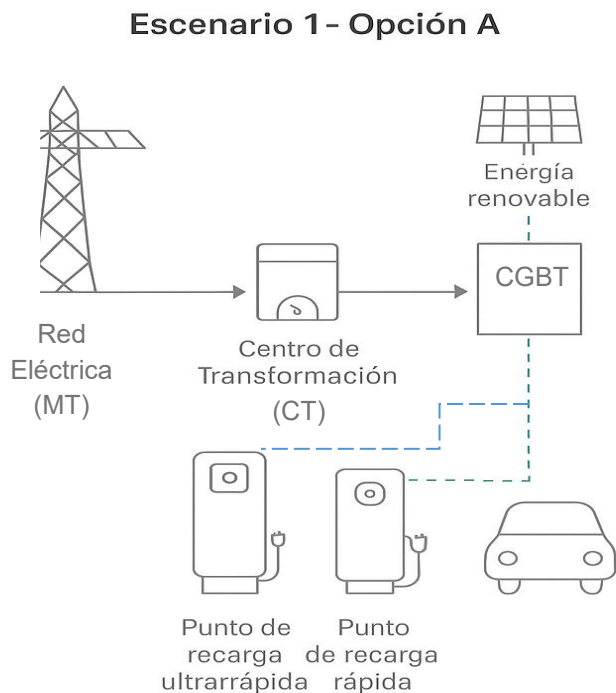 Escenario 1- Opción A
Energía
renovable
CGBT
Red
Eléctrica
(MT)
Centro de
Transformación
(CT)
Punto de
recarga
ultrarrápida
Punto
de recarga
rápida